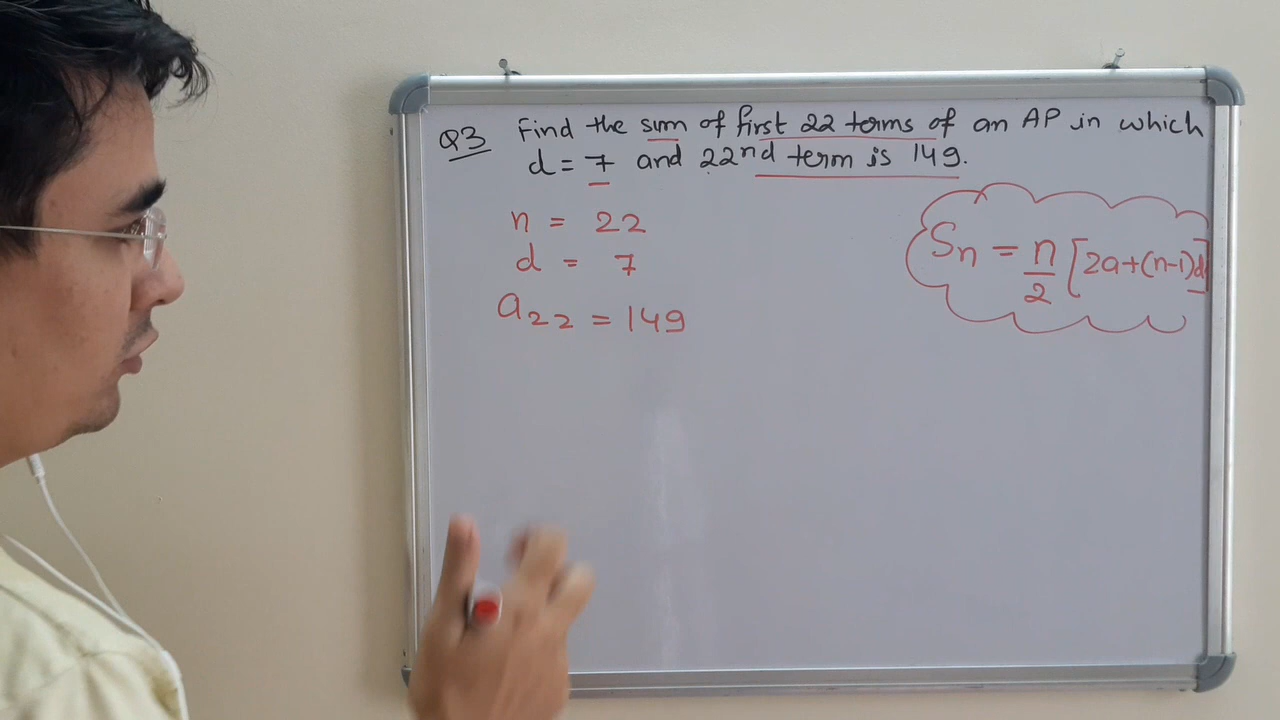 Q3 Find the sum of first 22 terms of an AP in which
d = 7 and 22nd term is 149.
n = 22
d = 7
a22 = 149
Sn = n/2 [2a+(n-1)d]